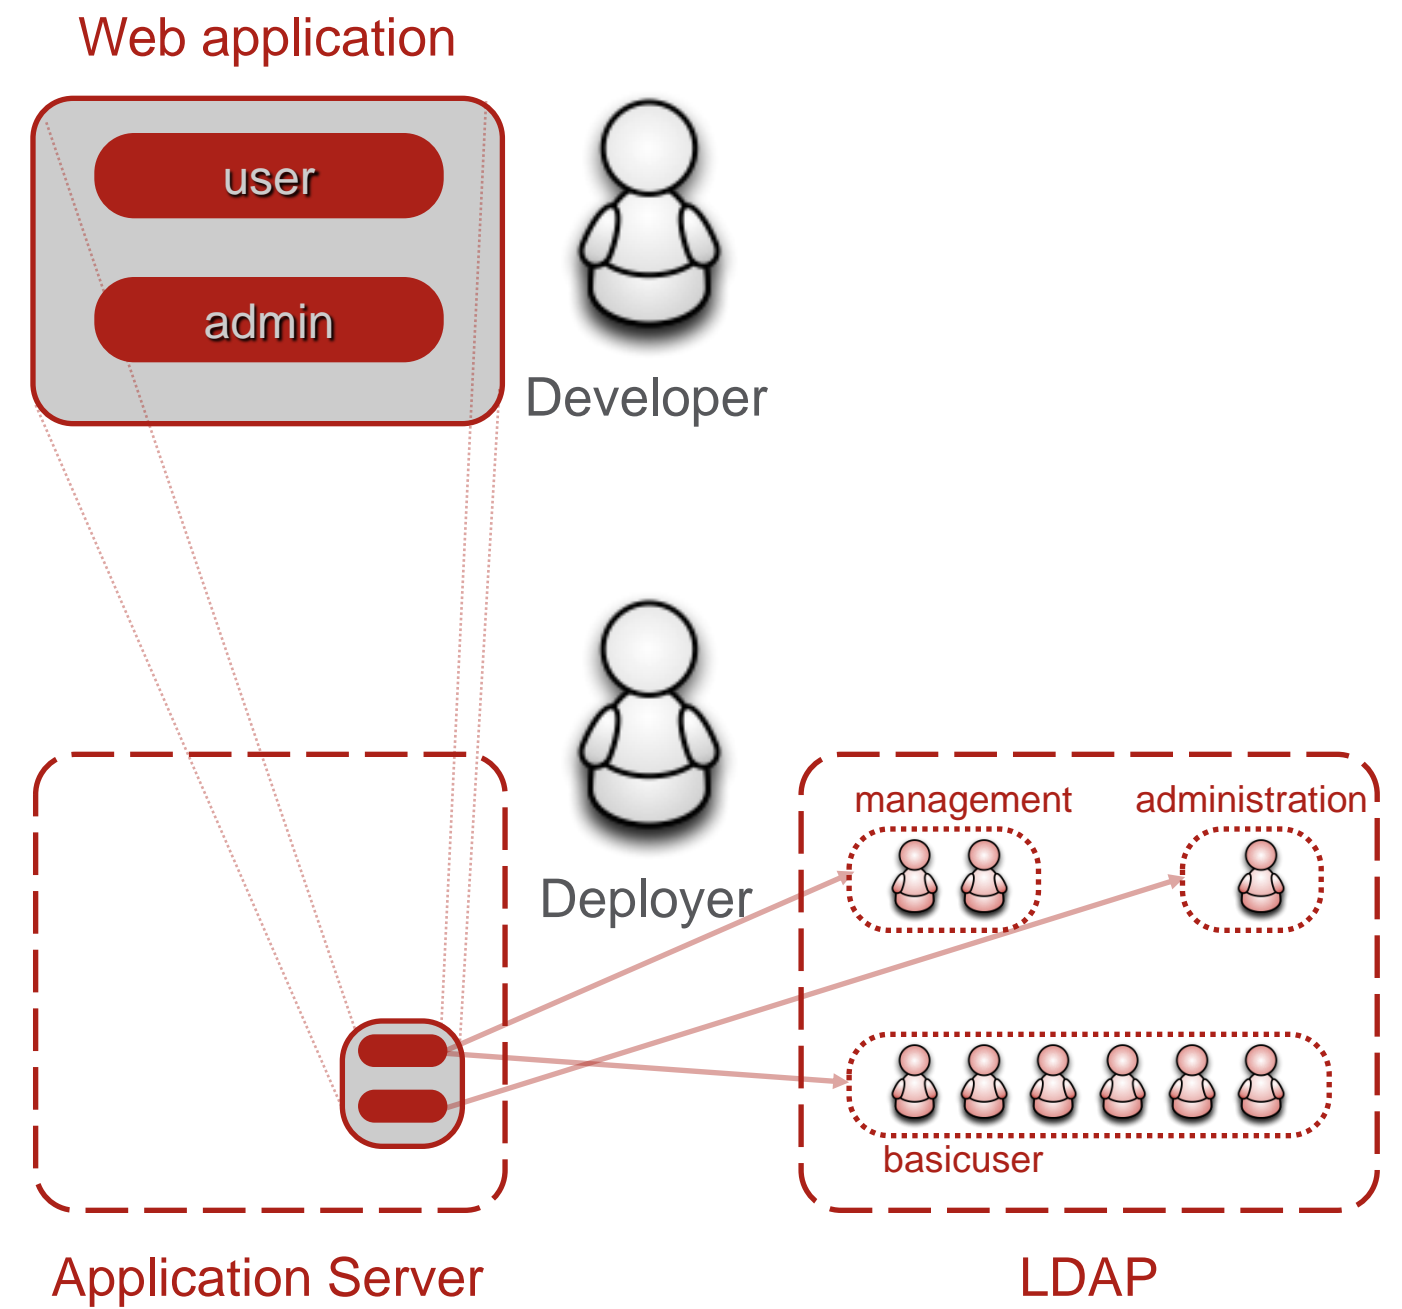 Web application
user
admin
Developer
Deployer
management
administration
basicuser
Application Server
LDAP